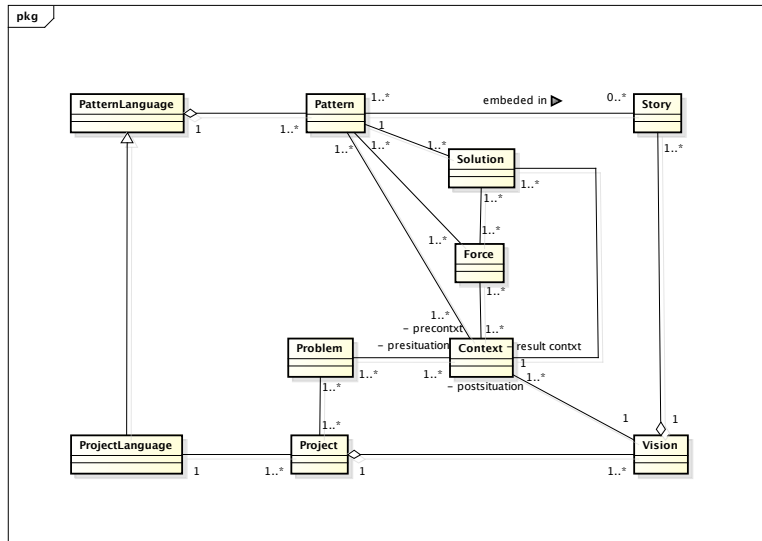 pkg
PatternLanguage
Pattern
1..*
embeded in
0..*
Story
1
1..*
1..*
1..*
1
1..*
1..*
Solution
1..*
1..*
1..*
1..*
Force
1..*
1..*
1..*
- precontxt
Problem
- presituation
Context
- result contxt
1
1..*
1..*
1..*
1..*
- postsituation
1..*
1
1
ProjectLanguage
Project
Vision
1
1..*
1
1..*